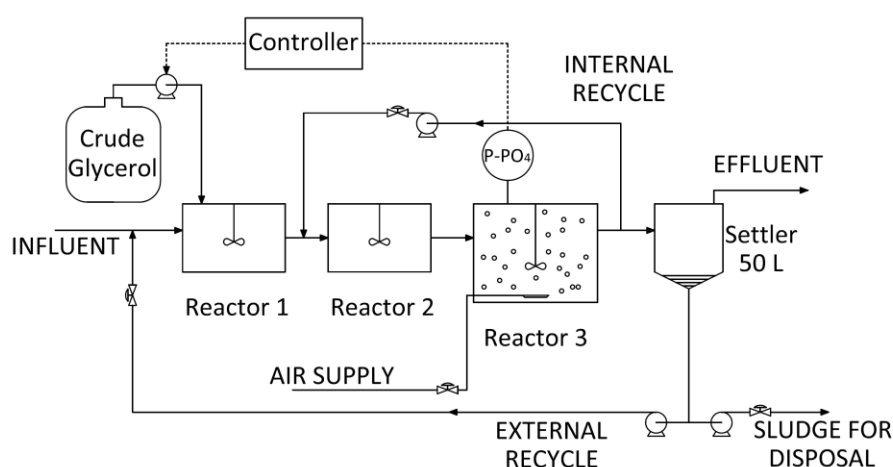 Controller
INTERNAL
RECYCLE
Crude
Glycerol
P-PO₄
EFFLUENT
INFLUENT
Settler
50 L
Reactor 1
Reactor 2
Reactor 3
AIR SUPPLY
EXTERNAL
RECYCLE
SLUDGE FOR
DISPOSAL